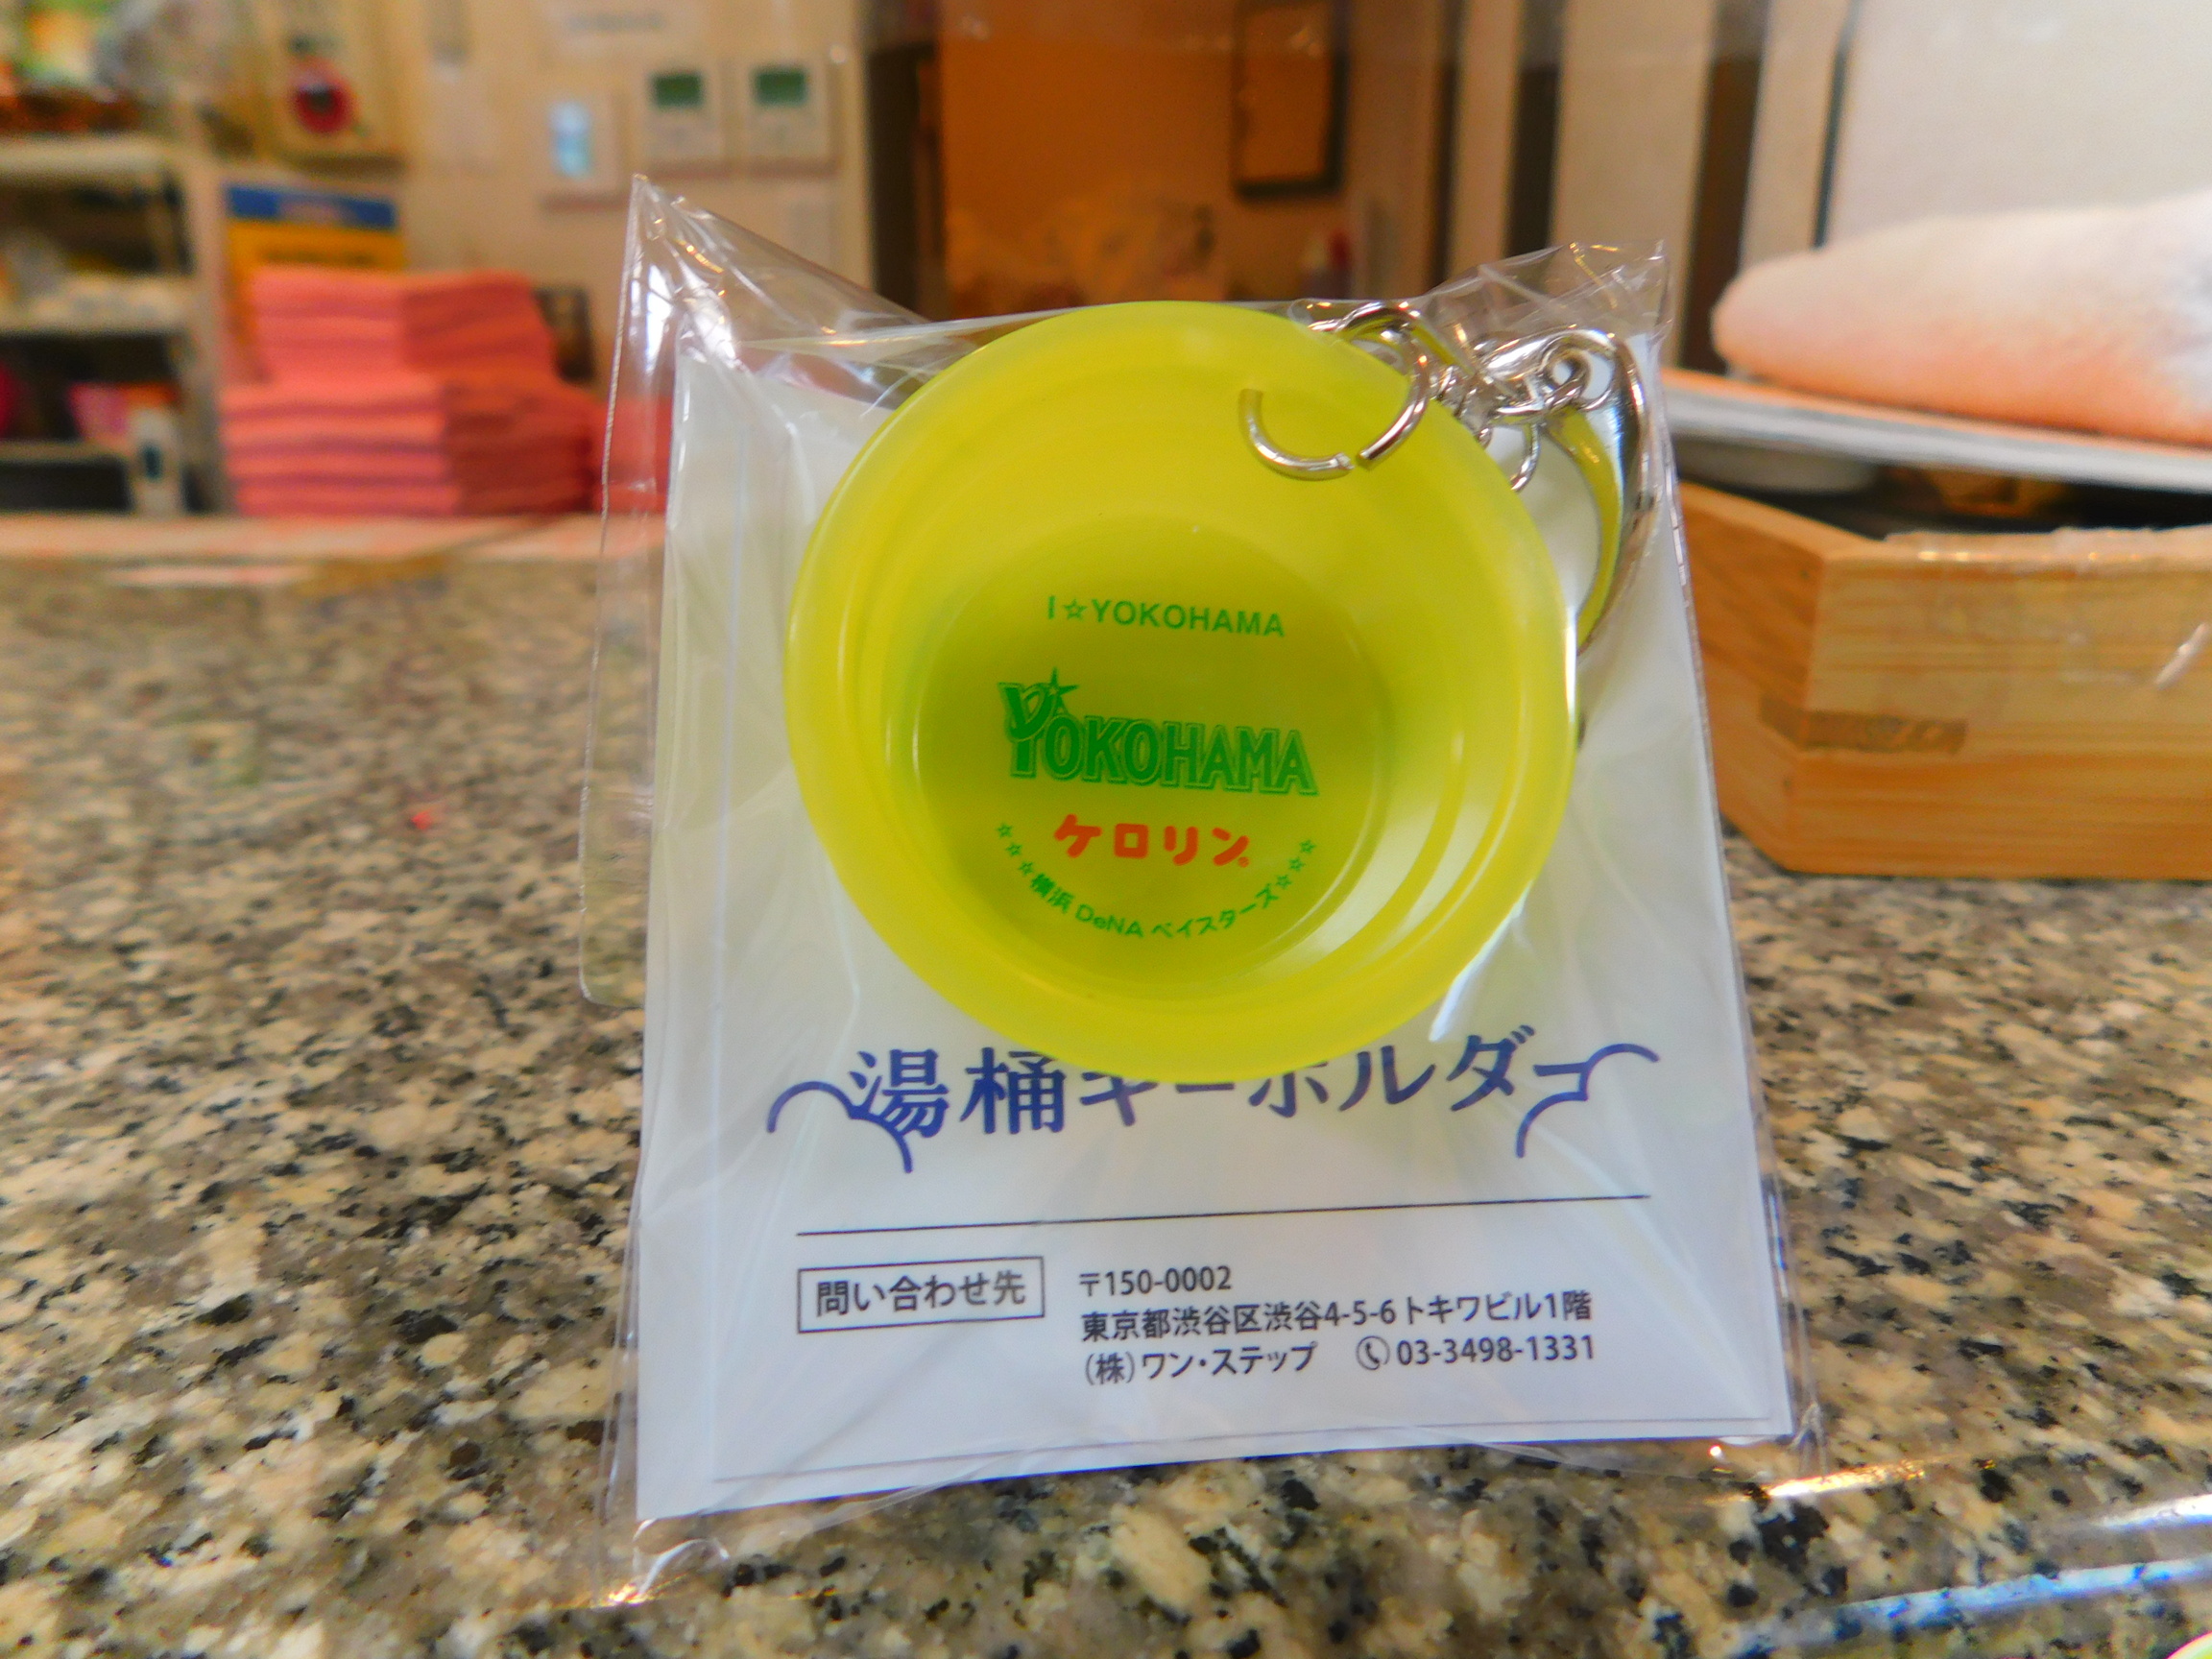 I☆YOKOHAMA
YOKOHAMA
ケロリン
☆☆☆☆横浜 DeNA ベイスターズ☆☆☆☆
湯桶キーホルダー
問い合わせ先
〒150-0002
東京都渋谷区渋谷4-5-6トキワビル1階
(株)ワン・ステップ 03-3498-1331